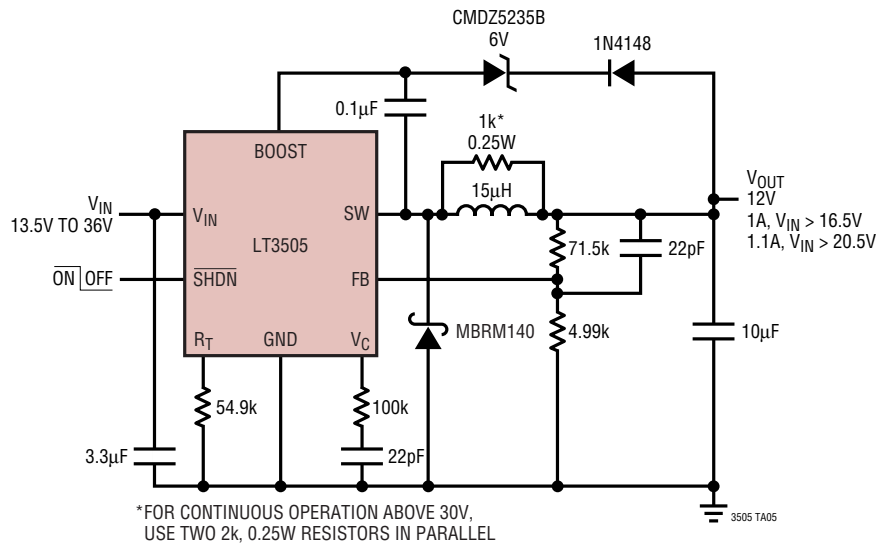 CMDZ5235B
6V
1N4148
0.1µF
1k*
0.25W
BOOST
15µH
VIN
13.5V TO 36V
VIN
SW
VOUT
12V
1A, VIN > 16.5V
1.1A, VIN > 20.5V
LT3505
71.5k
22pF
ON OFF
SHDN
FB
MBRM140
4.99k
10µF
RT
GND
VC
54.9k
100k
3.3µF
22pF
*FOR CONTINUOUS OPERATION ABOVE 30V,
USE TWO 2k, 0.25W RESISTORS IN PARALLEL
3505 TA05